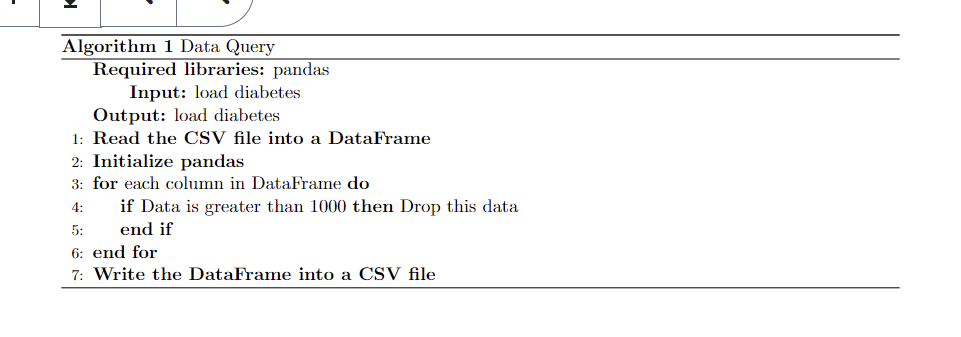 Algorithm 1 Data Query
Required libraries: pandas
Input: load diabetes
Output: load diabetes
1: Read the CSV file into a DataFrame
2: Initialize pandas
3: for each column in DataFrame do
4: if Data is greater than 1000 then Drop this data
5: end if
6: end for
7: Write the DataFrame into a CSV file